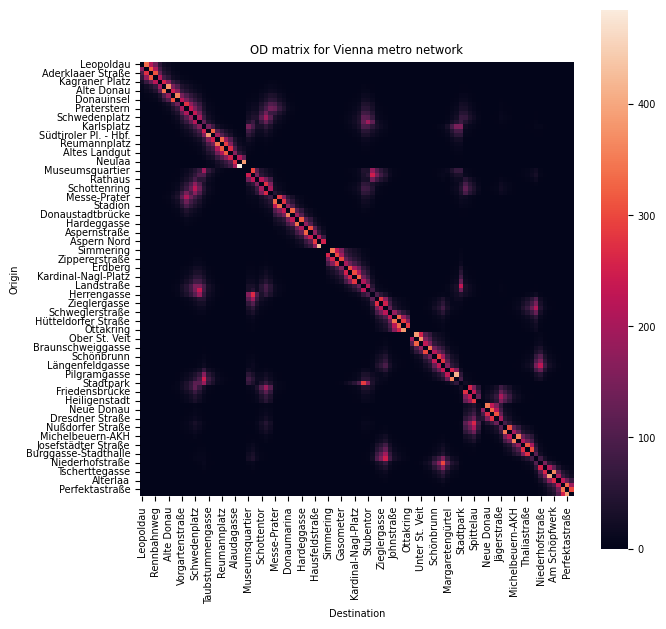 OD matrix for Vienna metro network
Origin
Leopoldau
Aderklaaer Straße
Kagraner Platz
Alte Donau
Donauinsel
Praterstern
Schwedenplatz
Karlsplatz
Südtiroler Pl. - Hbf.
Reumannplatz
Altes Landgut
Neulaa
Museumsquartier
Rathaus
Schottenring
Messe-Prater
Stadion
Donaustadtbrücke
Hardeggasse
Aspernstraße
Aspern Nord
Simmering
Zippererstraße
Erdberg
Kardinal-Nagl-Platz
Landstraße
Herrengasse
Zieglergasse
Schweglerstraße
Hütteldorfer Straße
Ottakring
Ober St. Veit
Braunschweiggasse
Schönbrunn
Längenfeldgasse
Pilgramgasse
Stadtpark
Friedensbrücke
Heiligenstadt
Neue Donau
Dresdner Straße
Nußdorfer Straße
Michelbeuern-AKH
Josefstädter Straße
Burggasse-Stadthalle
Niederhofstraße
Tscherttegasse
Alterlaa
Perfektastraße
Leopoldau
Rennbahnweg
Alte Donau
Vorgartenstraße
Schwedenplatz
Taubstummengasse
Reumannplatz
Alaudagasse
Museumsquartier
Schottentor
Messe-Prater
Donaumarina
Hardeggasse
Hausfeldstraße
Simmering
Gasometer
Kardinal-Nagl-Platz
Stubentor
Zieglergasse
Johnstraße
Ottakring
Unter St. Veit
Schönbrunn
Margaretengürtel
Stadtpark
Spittelau
Neue Donau
Jägerstraße
Michelbeuern-AKH
Thaliastraße
Niederhofstraße
Am Schöpfwerk
Perfektastraße
Destination
400
300
200
100
0